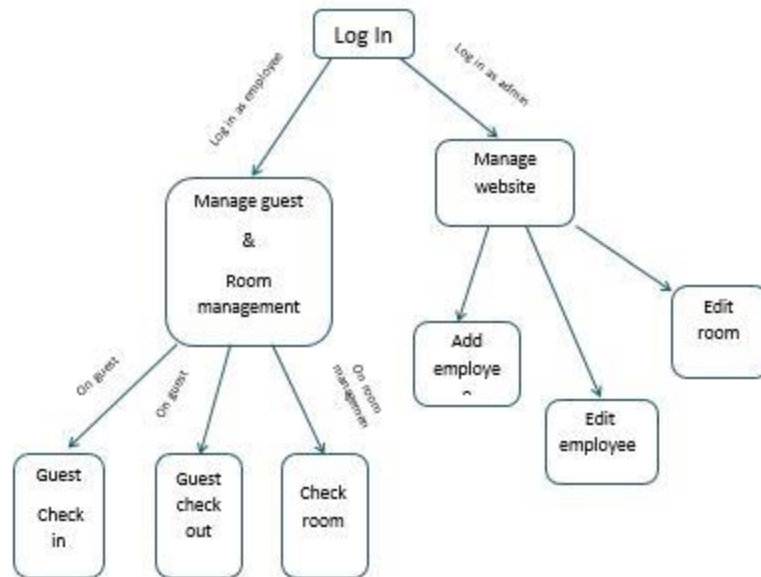 Log In
Log in as employee
Log in as admin
Manage
website
Manage guest
&
Room
management
Edit
room
Add
employe
On guest
On guest
On room
managemen
Edit
employee
Guest
Check
in
Guest
check
out
Check
room